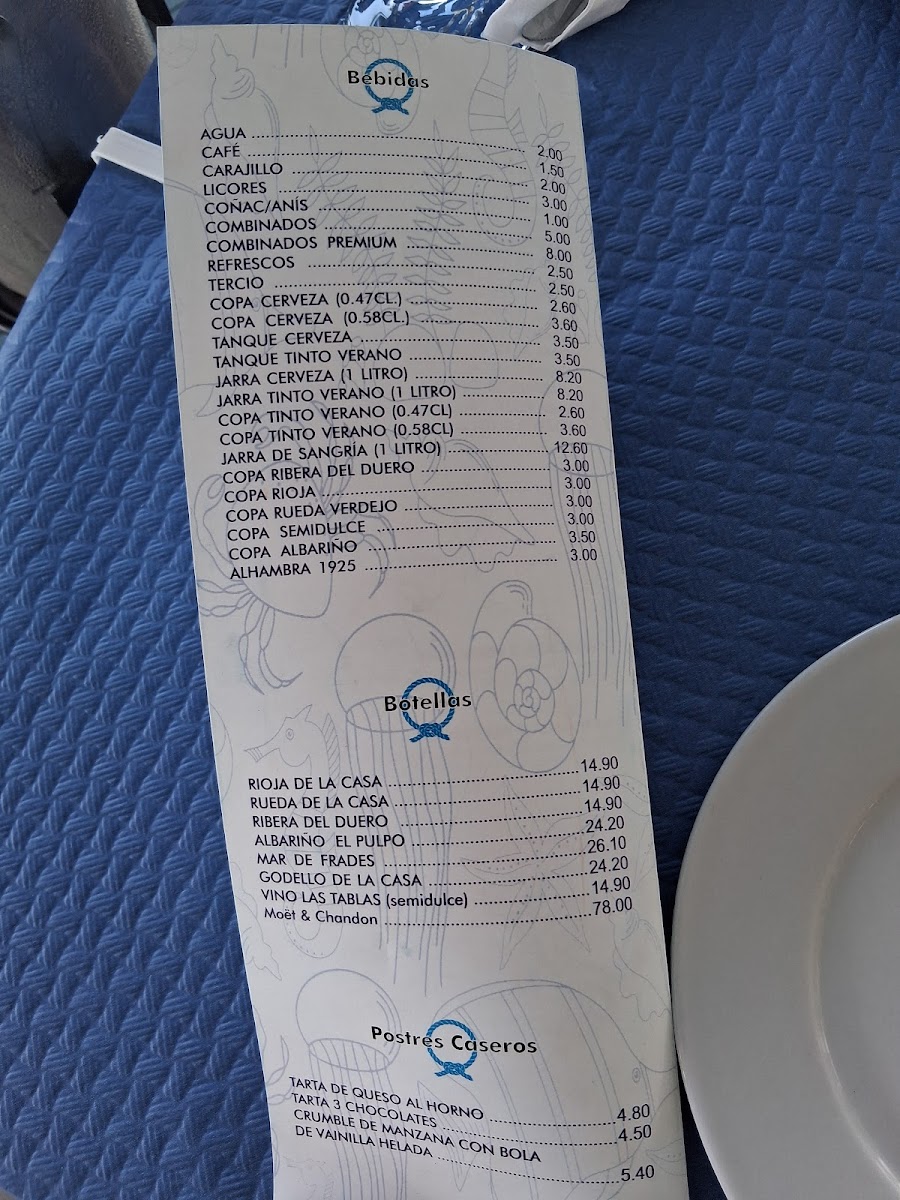 Bebidas
AGUA ........ 2.00
CAFÉ ........ 1.50
CARAJILLO ........ 2.00
LICORES ........ 3.00
COÑAC/ANÍS ........ 1.00
COMBINADOS ........ 5.00
COMBINADOS PREMIUM ........ 8.00
REFRESCOS ........ 2.50
TERCIO ........ 2.50
COPA CERVEZA (0.47CL.) ........ 2.60
COPA CERVEZA (0.58CL.) ........ 3.60
TANQUE CERVEZA ........ 3.50
TANQUE TINTO VERANO ........ 3.50
JARRA CERVEZA (1 LITRO) ........ 8.20
JARRA TINTO VERANO (1 LITRO) ........ 8.20
COPA TINTO VERANO (0.47CL) ........ 2.60
COPA TINTO VERANO (0.58CL) ........ 3.60
JARRA DE SANGRÍA (1 LITRO) ........ 12.60
COPA RIBERA DEL DUERO ........ 3.00
COPA RIOJA ........ 3.00
COPA RUEDA VERDEJO ........ 3.00
COPA SEMIDULCE ........ 3.00
COPA ALBARIÑO ........ 3.50
ALHAMBRA 1925 ........ 3.00
Botellas
RIOJA DE LA CASA ........ 14.90
RUEDA DE LA CASA ........ 14.90
RIBERA DEL DUERO ........ 14.90
ALBARIÑO EL PULPO ........ 24.20
MAR DE FRADES ........ 26.10
GODELLO DE LA CASA ........ 24.20
VINO LAS TABLAS (semidulce) ........ 14.90
Moët & Chandon ........ 78.00
Postres Caseros
TARTA DE QUESO AL HORNO ........ 4.80
TARTA 3 CHOCOLATES ........ 4.50
CRUMBLE DE MANZANA CON BOLA
DE VAINILLA HELADA ........ 5.40